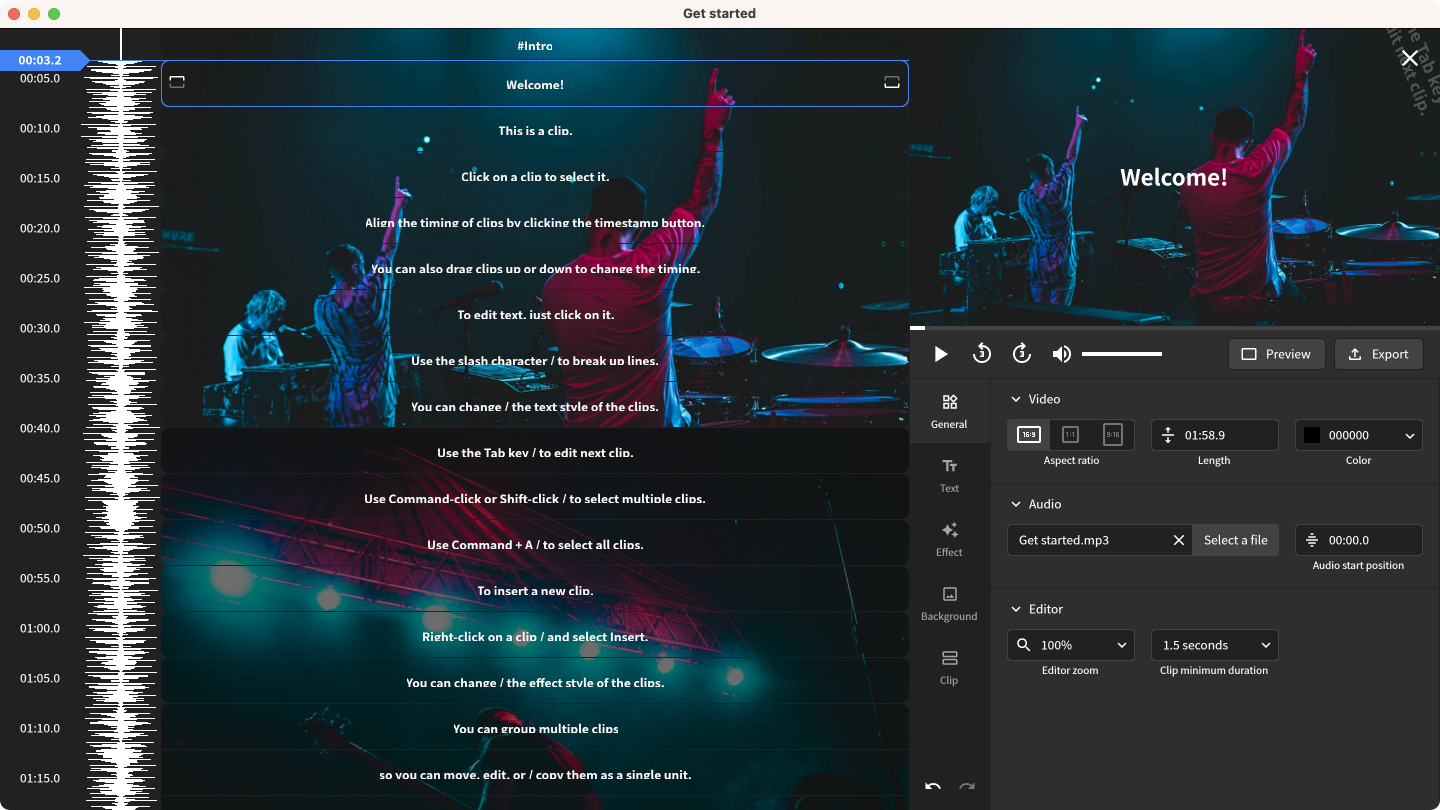 Get started
00:03.2
00:05.0
00:10.0
00:15.0
00:20.0
00:25.0
00:30.0
00:35.0
00:40.0
00:45.0
00:50.0
00:55.0
01:00.0
01:05.0
01:10.0
01:15.0
#Intro
Welcome!
This is a clip.
Click on a clip to select it.
Align the timing of clips by clicking the timestamp button.
You can also drag clips up or down to change the timing.
To edit text, just click on it.
Use the slash character / to break up lines.
You can change / the text style of the clips.
Use the Tab key / to edit next clip.
Use Command-click or Shift-click / to select multiple clips.
Use Command + A / to select all clips.
To insert a new clip,
Right-click on a clip / and select Insert.
You can change / the effect style of the clips.
You can group multiple clips
so you can move, edit, or / copy them as a single unit.
he Tab key
dit next clip.
Welcome!
3
3
Preview
Export
General
Text
Effect
Background
Clip
Video
16:9
1:1
9:16
Aspect ratio
01:58.9
Length
000000
Color
Audio
Get started.mp3
Select a file
00:00.0
Audio start position
Editor
100%
Editor zoom
1.5 seconds
Clip minimum duration